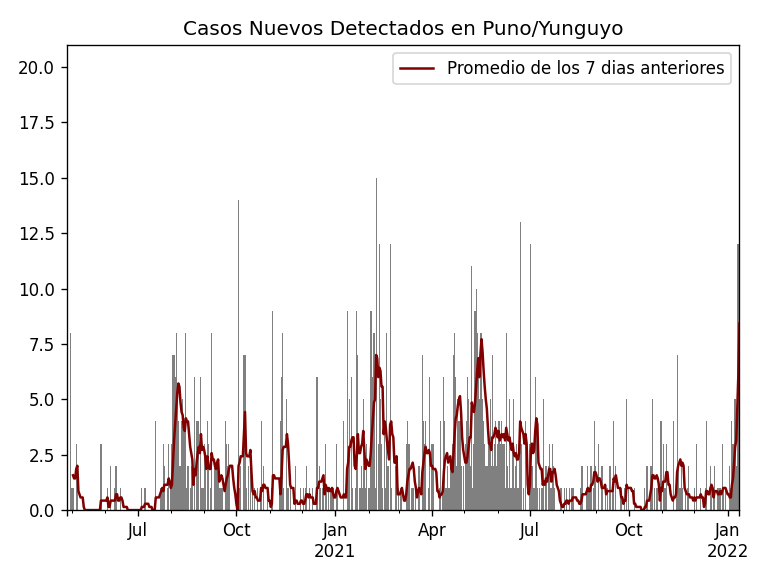 Casos Nuevos Detectados en Puno/Yunguyo
Promedio de los 7 dias anteriores
20.0
17.5
15.0
12.5
10.0
7.5
5.0
2.5
0.0
Jul
Oct
Jan
2021
Apr
Jul
Oct
Jan
2022